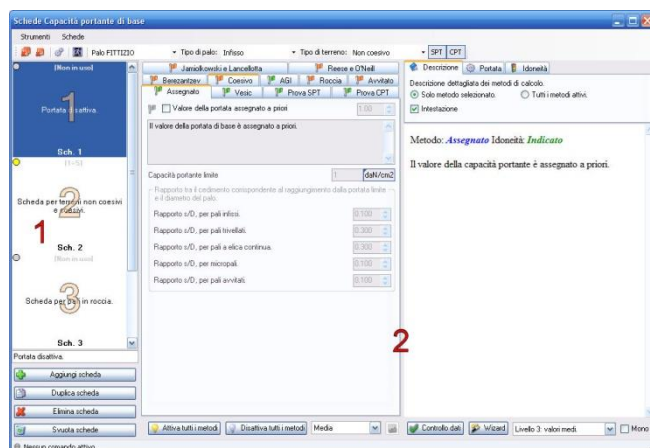 Schede Capacità portante di base
Strumenti Schede
Palo FITTIZIO Tipo di palo: Infisso Tipo di terreno: Non coesivo SPT CPT
(Non in uso)
1
Portata disattiva.
Sch. 1
(1=S)
2
Scheda per terreni non coesivi
e coesivi.
1
Sch. 2
(Non in uso)
3
Scheda per pali in roccia.
Sch. 3
Portata disattiva.
Aggiungi scheda
Duplica scheda
Elimina scheda
Svuota schede
Nessun comando attivo
Jamiolkowski e Lancellotta Reese e O'Neill
Berezantzev Coesivo AGI Roccia Avvitato
Assegnato Vesic Prova SPT Prova CPT
Valore della portata assegnato a priori 1.00
Il valore della portata di base è assegnato a priori.
Capacità portante limite 1 daN/cm2
Rapporto tra il cedimento corrispondente al raggiungimento dalla portata limite
e il diametro del palo.
Rapporto s/D, per pali infissi. 0.100
Rapporto s/D, per pali trivellati. 0.300
Rapporto s/D, per pali a elica continua. 0.300
Rapporto s/D, per micropali. 0.100
Rapporto s/D, per pali avvitati. 0.100
2
Attiva tutti i metodi Disattiva tutti i metodi Media
Descrizione Portata Idoneità
Descrizione dettagliata dei metodi di calcolo.
Solo metodo selezionato. Tutti i metodi attivi.
Intestazione
Metodo: Assegnato Idoneità: Indicato
Il valore della capacità portante è assegnato a priori.
Controllo dati Wizard Livello 3: valori medi. Mono